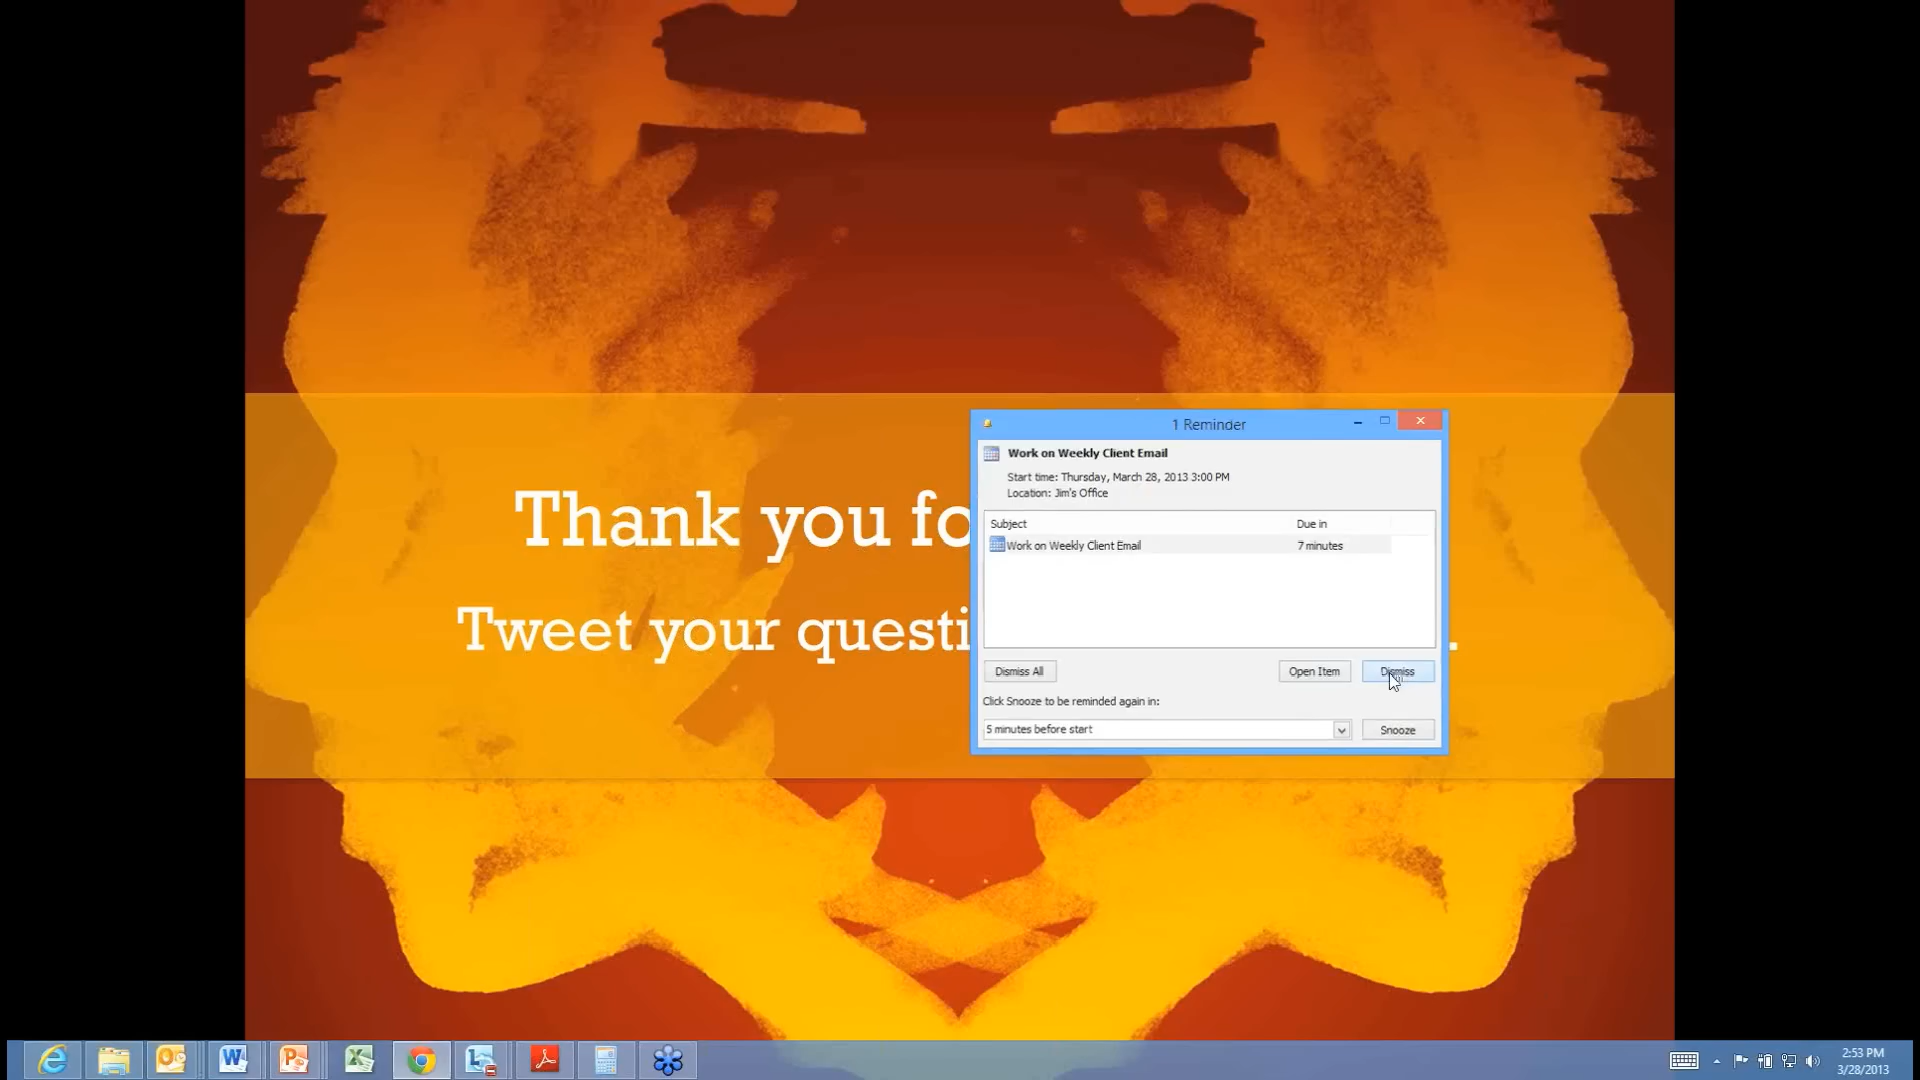 1 Reminder
Work on Weekly Client Email
Start time: Thursday, March 28, 2013 3:00 PM
Location: Jim's Office
Subject Due in
Work on Weekly Client Email 7 minutes
Dismiss All Open Item Dismiss
Click Snooze to be reminded again in:
5 minutes before start Snooze
Thank you fo
Tweet your questi .
2:53 PM
3/28/2013